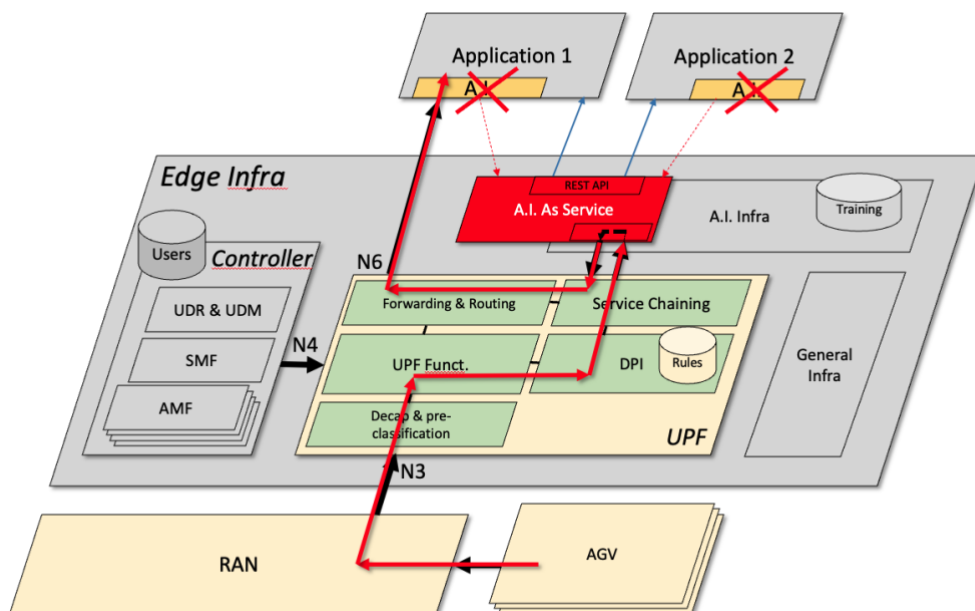 Application 1
A.I.
Application 2
A.I.
Edge Infra
REST API
A.I. As Service
A.I. Infra
Training
Users
Controller
N6
UDR & UDM
SMF
AMF
N4
Forwarding & Routing
Service Chaining
UPF Funct.
DPI
Rules
Decap & pre-
classification
UPF
General
Infra
N3
RAN
AGV